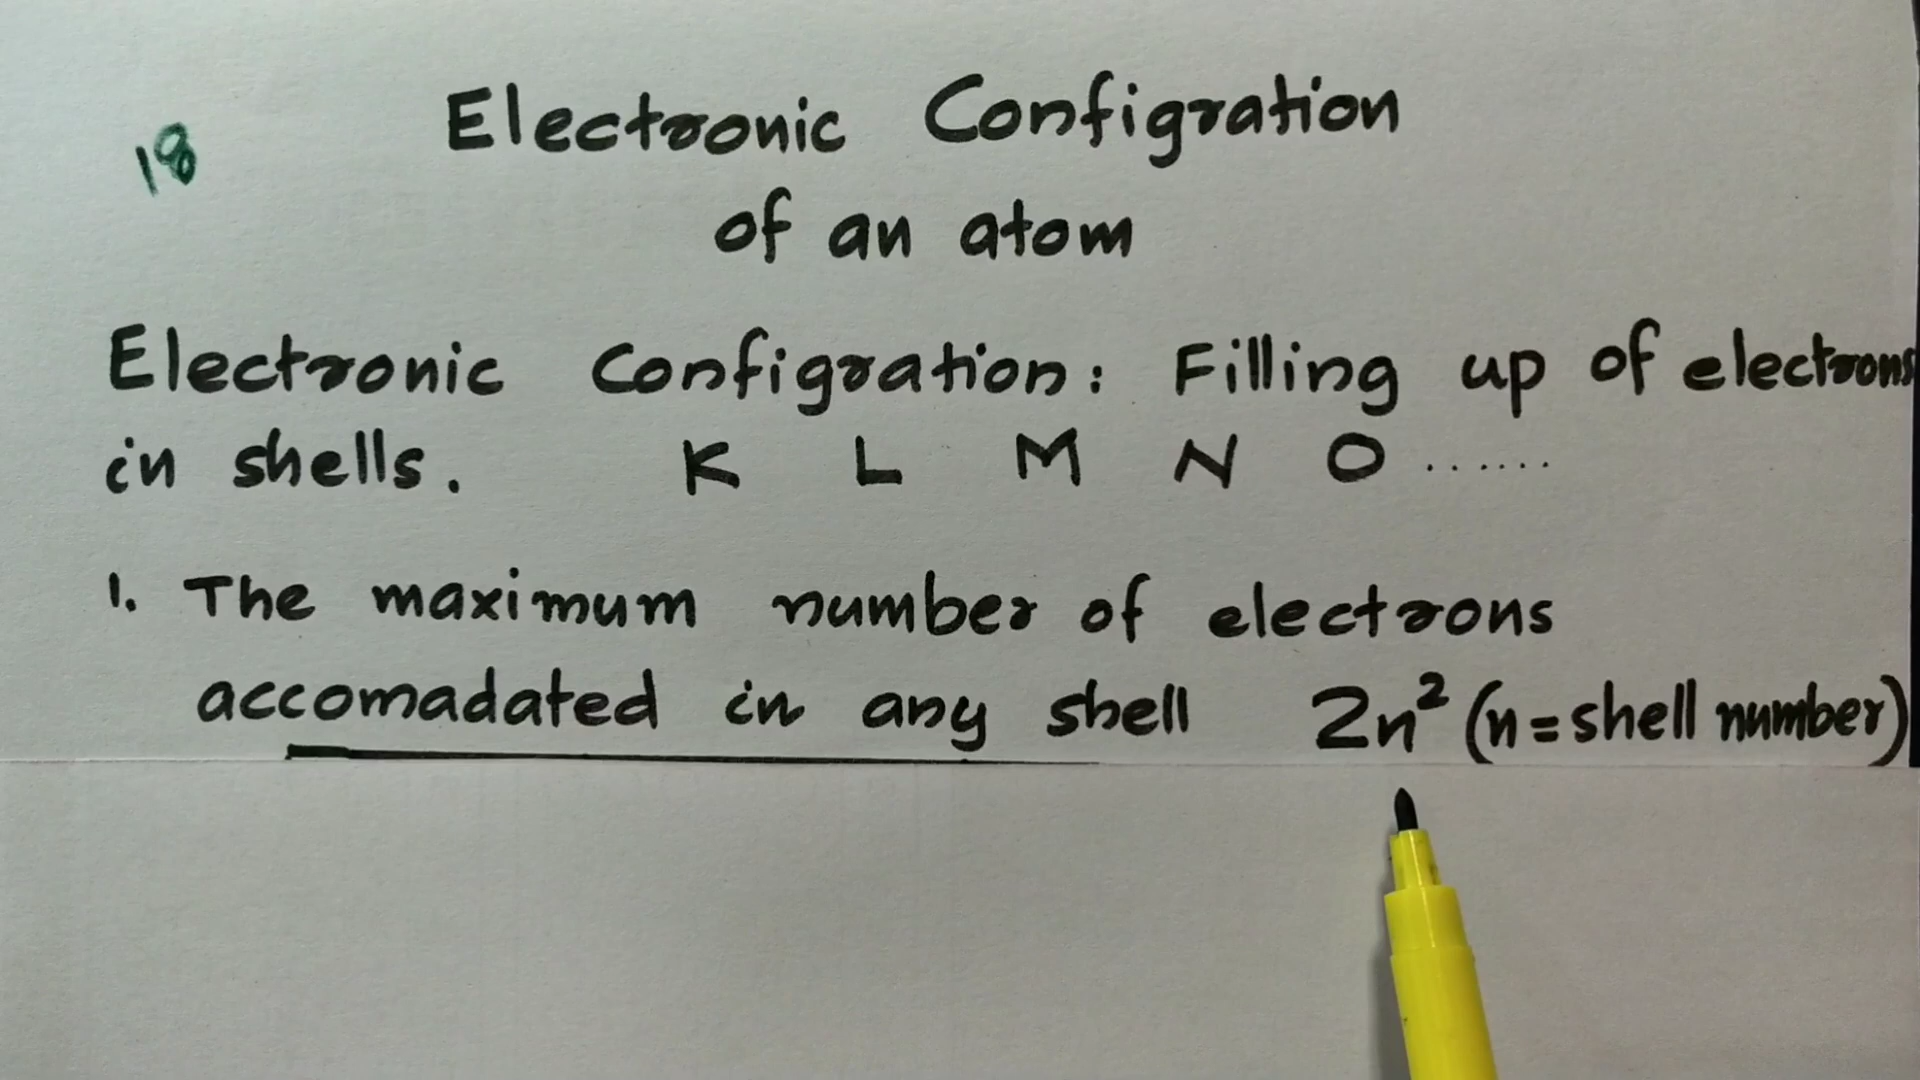 18
Electronic Configration
of an atom
Electronic Configration: Filling up of electrons
in shells. K L M N O .......
1. The maximum number of electrons
accomadated in any shell 2n² (n=shell number)